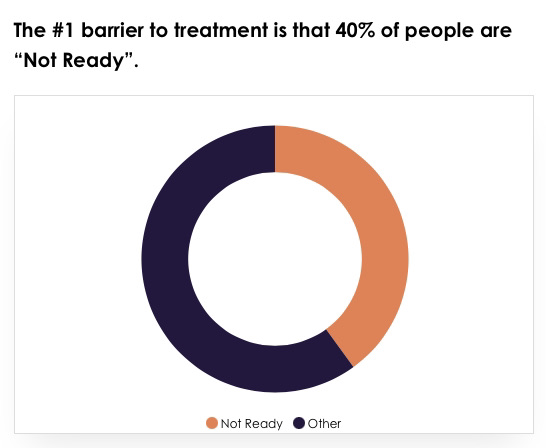 The #1 barrier to treatment is that 40% of people are
“Not Ready”.
Not Ready Other